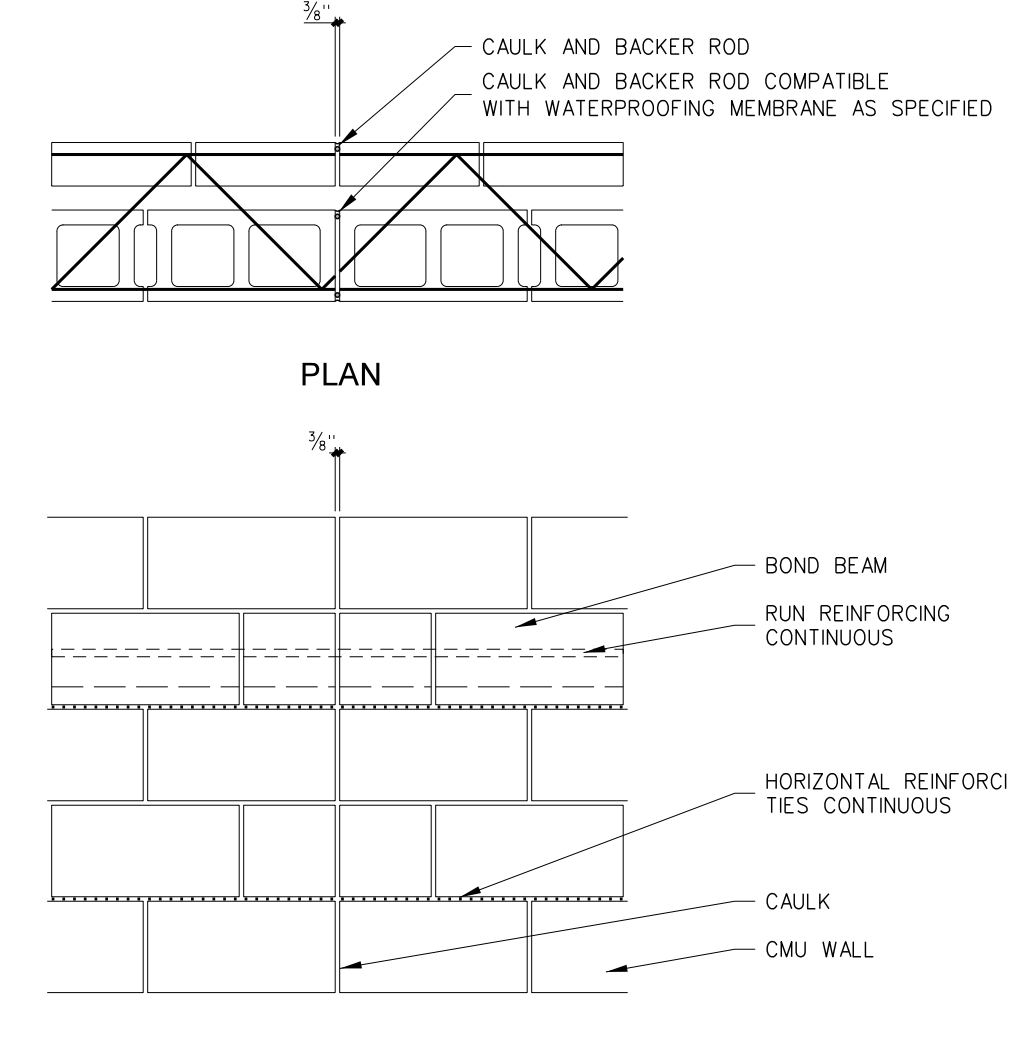 ⅜"
CAULK AND BACKER ROD
CAULK AND BACKER ROD COMPATIBLE
WITH WATERPROOFING MEMBRANE AS SPECIFIED
PLAN
⅜"
BOND BEAM
RUN REINFORCING
CONTINUOUS
HORIZONTAL REINFORCI
TIES CONTINUOUS
CAULK
CMU WALL